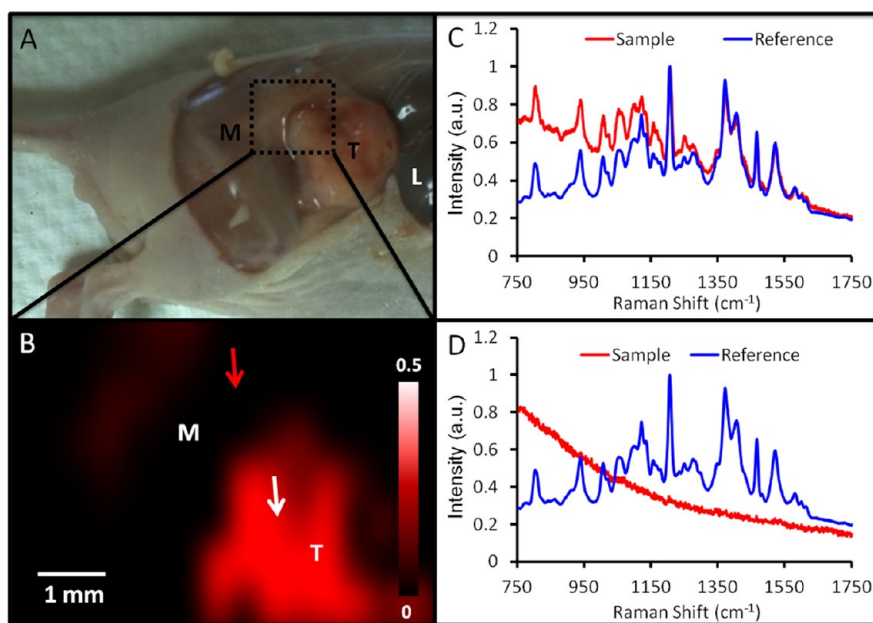 A
M
T
L
B
M
T
0.5
0
1 mm
C
Sample
Reference
1.2
1
0.8
0.6
0.4
0.2
0
Intensity (a.u.)
750 950 1150 1350 1550 1750
Raman Shift (cm⁻¹)
D
Sample
Reference
1.2
1
0.8
0.6
0.4
0.2
0
Intensity (a.u.)
750 950 1150 1350 1550 1750
Raman Shift (cm⁻¹)